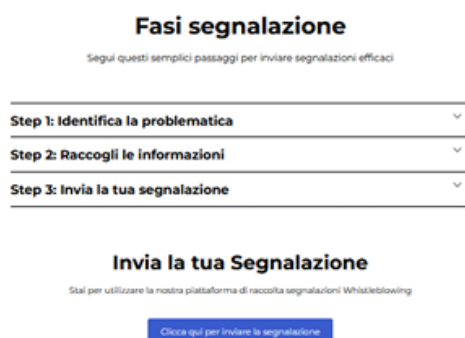 Fasi segnalazione
Segui questi semplici passaggi per inviare segnalazioni efficaci
Step 1: Identifica la problematica
Step 2: Raccogli le informazioni
Step 3: Invia la tua segnalazione
Invia la tua Segnalazione
Stai per utilizzare la nostra piattaforma di raccolta segnalazioni Whistleblowing
Clicca qui per inviare la segnalazione